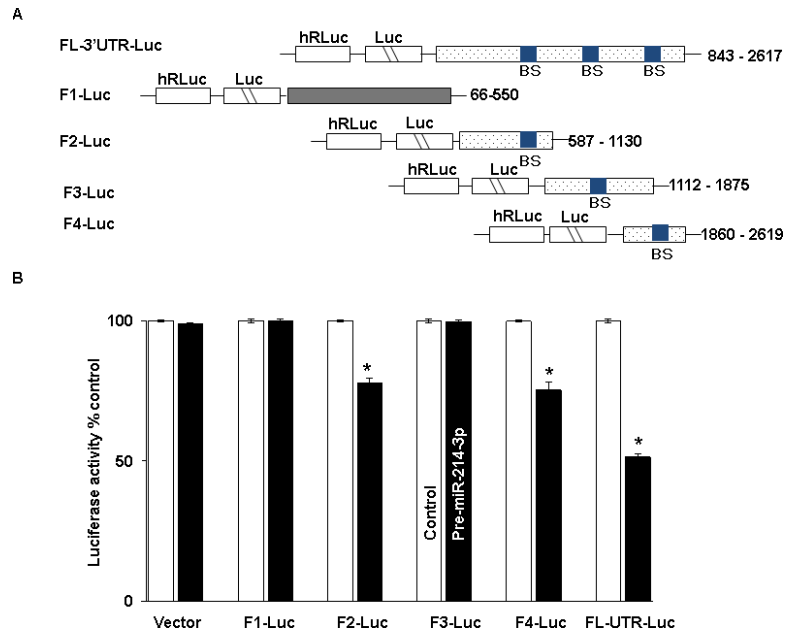 A
FL-3'UTR-Luc
hRLuc Luc
BS BS BS
843 - 2617
F1-Luc
hRLuc Luc
66-550
F2-Luc
hRLuc Luc
BS
587 - 1130
F3-Luc
hRLuc Luc
BS
1112 - 1875
F4-Luc
hRLuc Luc
BS
1860 - 2619
B
Luciferase activity % control
100
50
0
* * *
Control
Pre-miR-214-3p
Vector F1-Luc F2-Luc F3-Luc F4-Luc FL-UTR-Luc